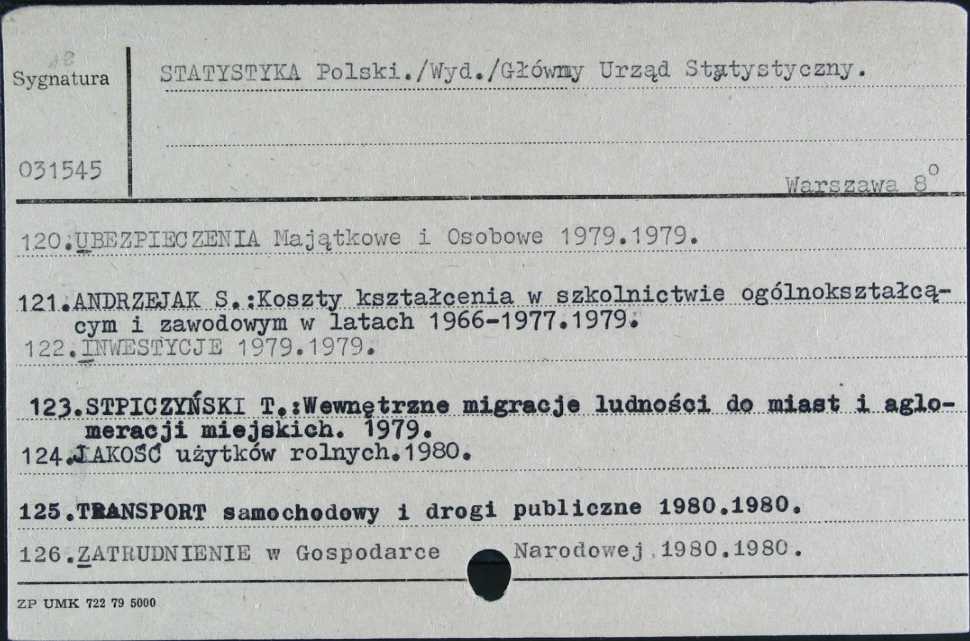 Sygnatura
STATYSTYKA Polski./Wyd./Główny Urząd Statystyczny.
031545
Warszawa 8⁰
120.UBEZPIECZENIA Majątkowe i Osobowe 1979.1979.
121.ANDRZEJAK S.:Koszty kształcenia w szkolnictwie ogólnokształcą-
cym i zawodowym w latach 1966-1977.1979.
122.INWESTYCJE 1979.1979.
123.STPICZYŃSKI T.:Wewnętrzne migracje ludności do miast i aglo-
meracji miejskich. 1979.
124.JAKOŚĆ użytków rolnych.1980.
125.TRANSPORT samochodowy i drogi publiczne 1980.1980.
126.ZATRUDNIENIE w Gospodarce Narodowej.1980.1980.
ZP UMK 722 79 5000